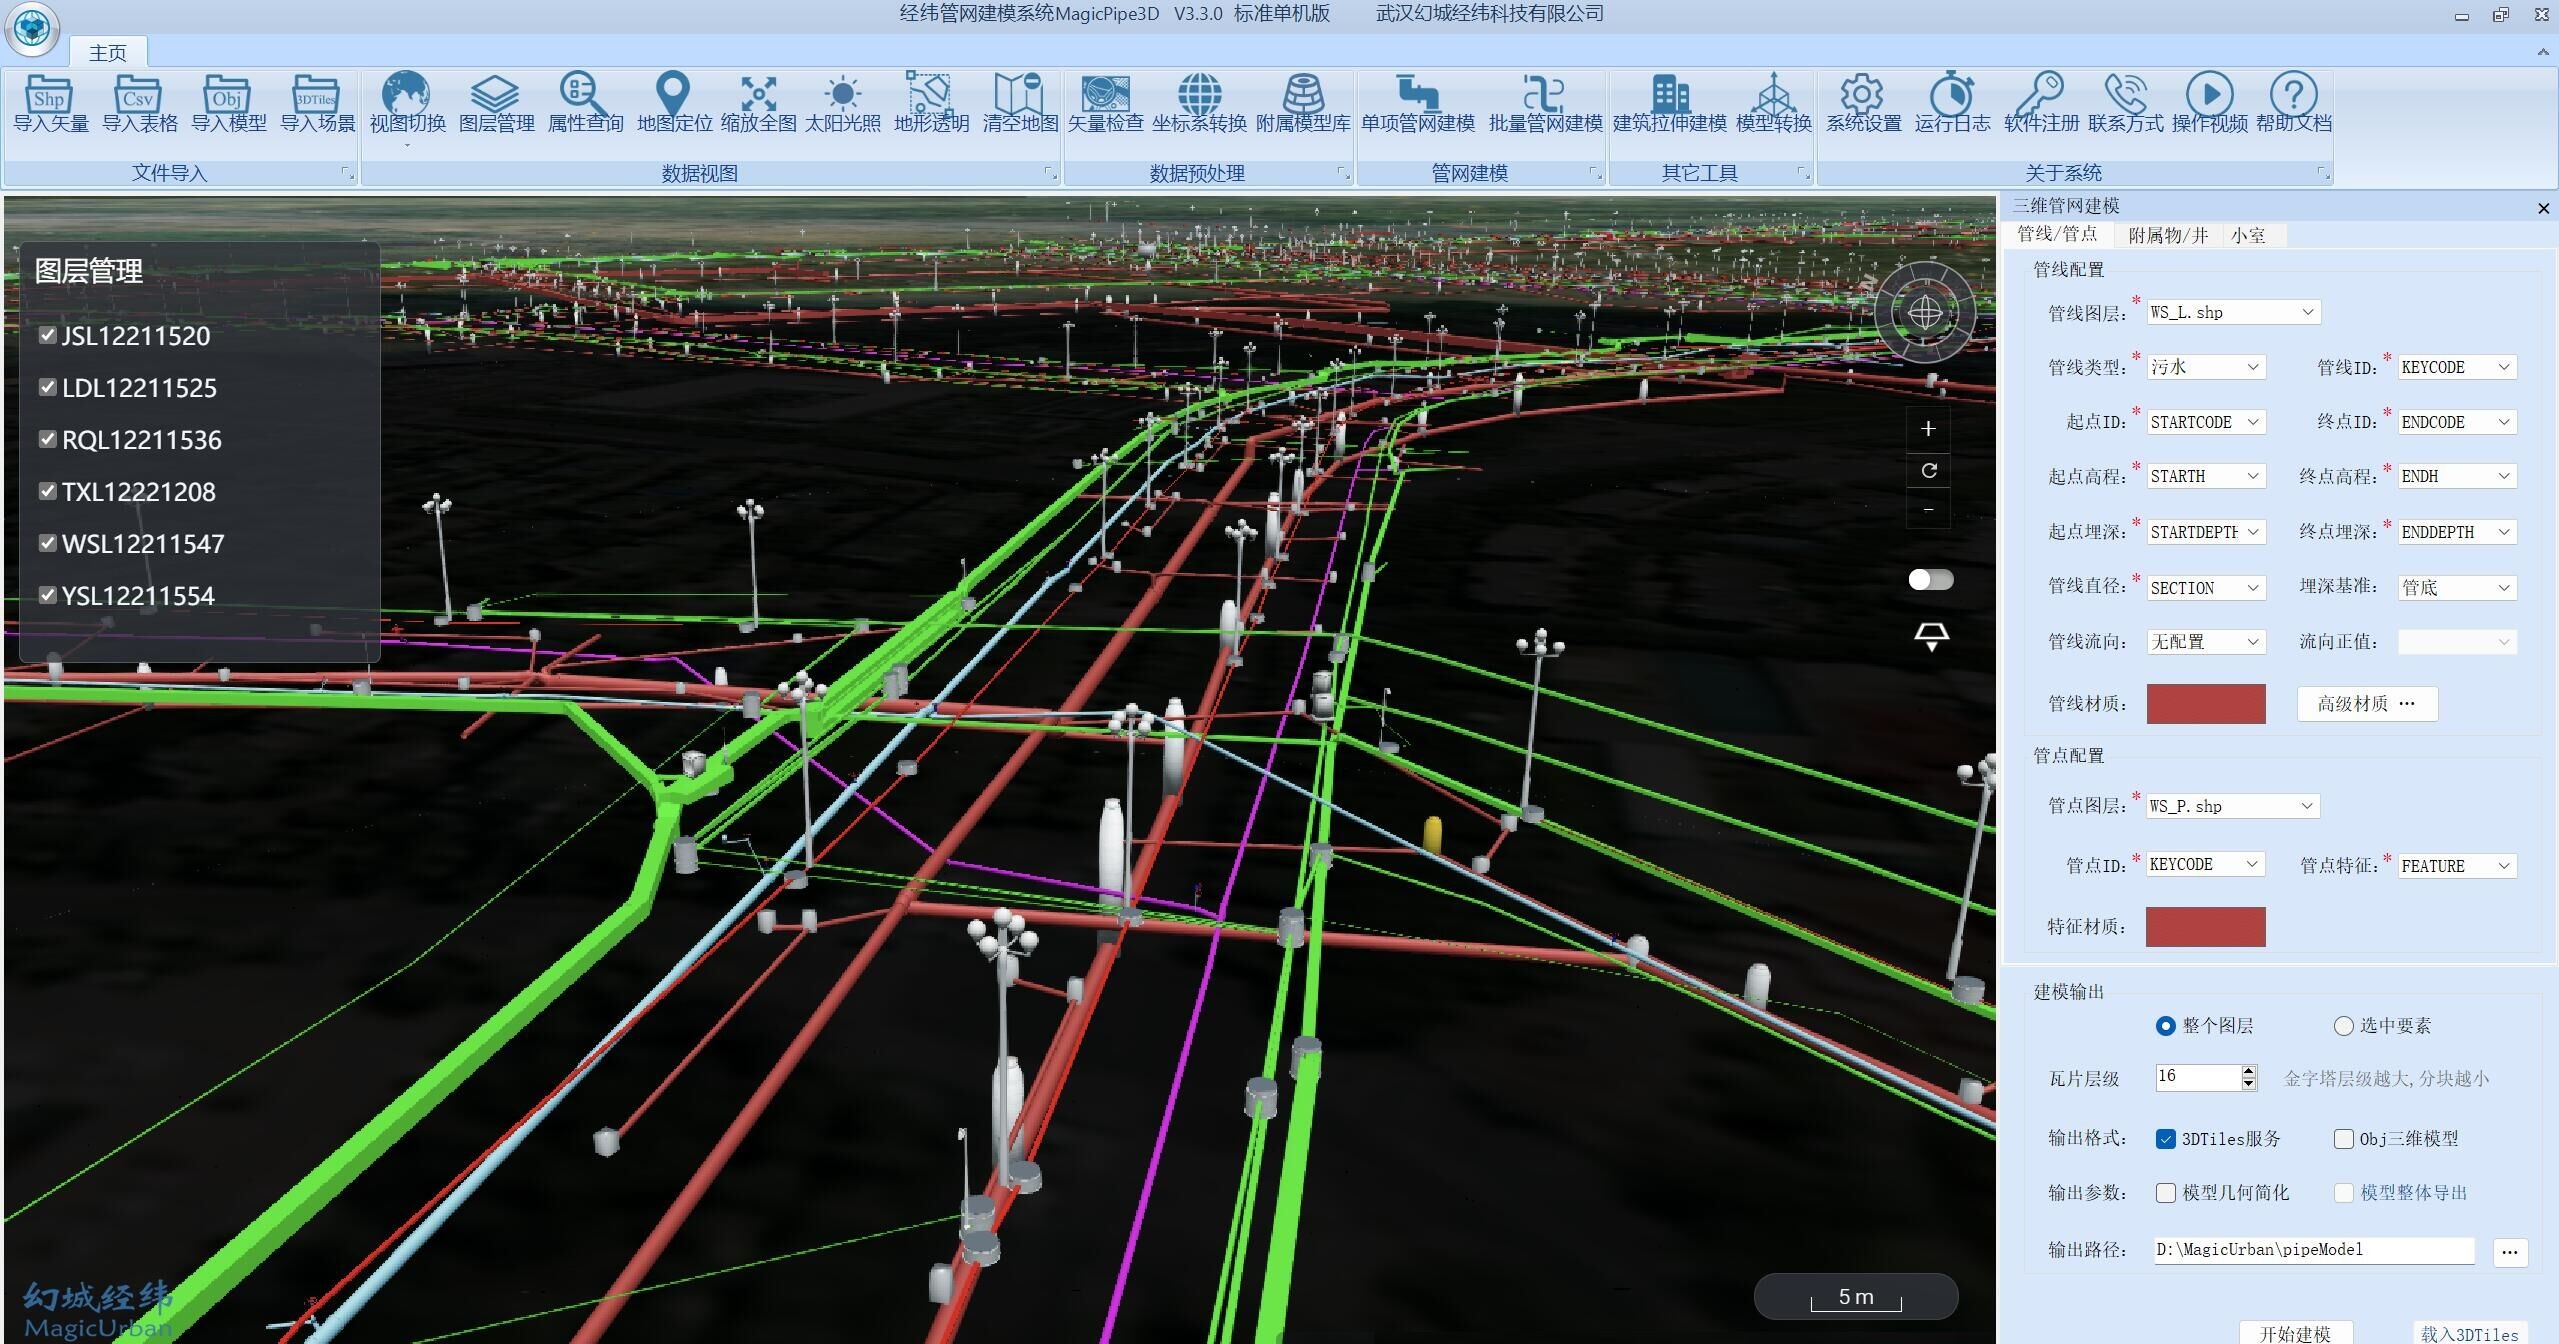 经纬管网建模系统MagicPipe3D V3.3.0 标准单机版 武汉幻城经纬科技有限公司
主页
Shp Csv Obj 3DTiles
导入矢量 导入表格 导入模型 导入场景 视图切换 图层管理 属性查询 地图定位 缩放全图 太阳光照 地形透明 清空地图 矢量检查 坐标系转换 附属模型库 单项管网建模 批量管网建模 建筑拉伸建模 模型转换 系统设置 运行日志 软件注册 联系方式 操作视频 帮助文档
文件导入 数据视图 数据预处理 管网建模 其它工具 关于系统
图层管理
JSL12211520
LDL12211525
RQL12211536
TXL12221208
WSL12211547
YSL12211554
N
+
−
5 m
幻城经纬
MagicUrban
三维管网建模
管线/管点 附属物/井 小室
管线配置
管线图层：* WS_L.shp
管线类型：* 污水 管线ID：* KEYCODE
起点ID：* STARTCODE 终点ID：* ENDCODE
起点高程：* STARTH 终点高程：* ENDH
起点埋深：* STARTDEPTH 终点埋深：* ENDDEPTH
管线直径：* SECTION 埋深基准： 管底
管线流向： 无配置 流向正值：
管线材质： 高级材质 ···
管点配置
管点图层：* WS_P.shp
管点ID：* KEYCODE 管点特征：* FEATURE
特征材质：
建模输出
整个图层 选中要素
瓦片层级 16 金字塔层级越大,分块越小
输出格式： 3DTiles服务 Obj三维模型
输出参数： 模型几何简化 模型整体导出
输出路径： D:\MagicUrban\pipeModel ···
开始建模 载入3DTiles